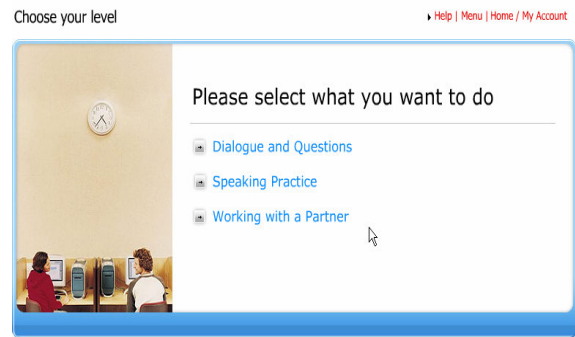 Choose your level
Help | Menu | Home / My Account
Please select what you want to do
Dialogue and Questions
Speaking Practice
Working with a Partner